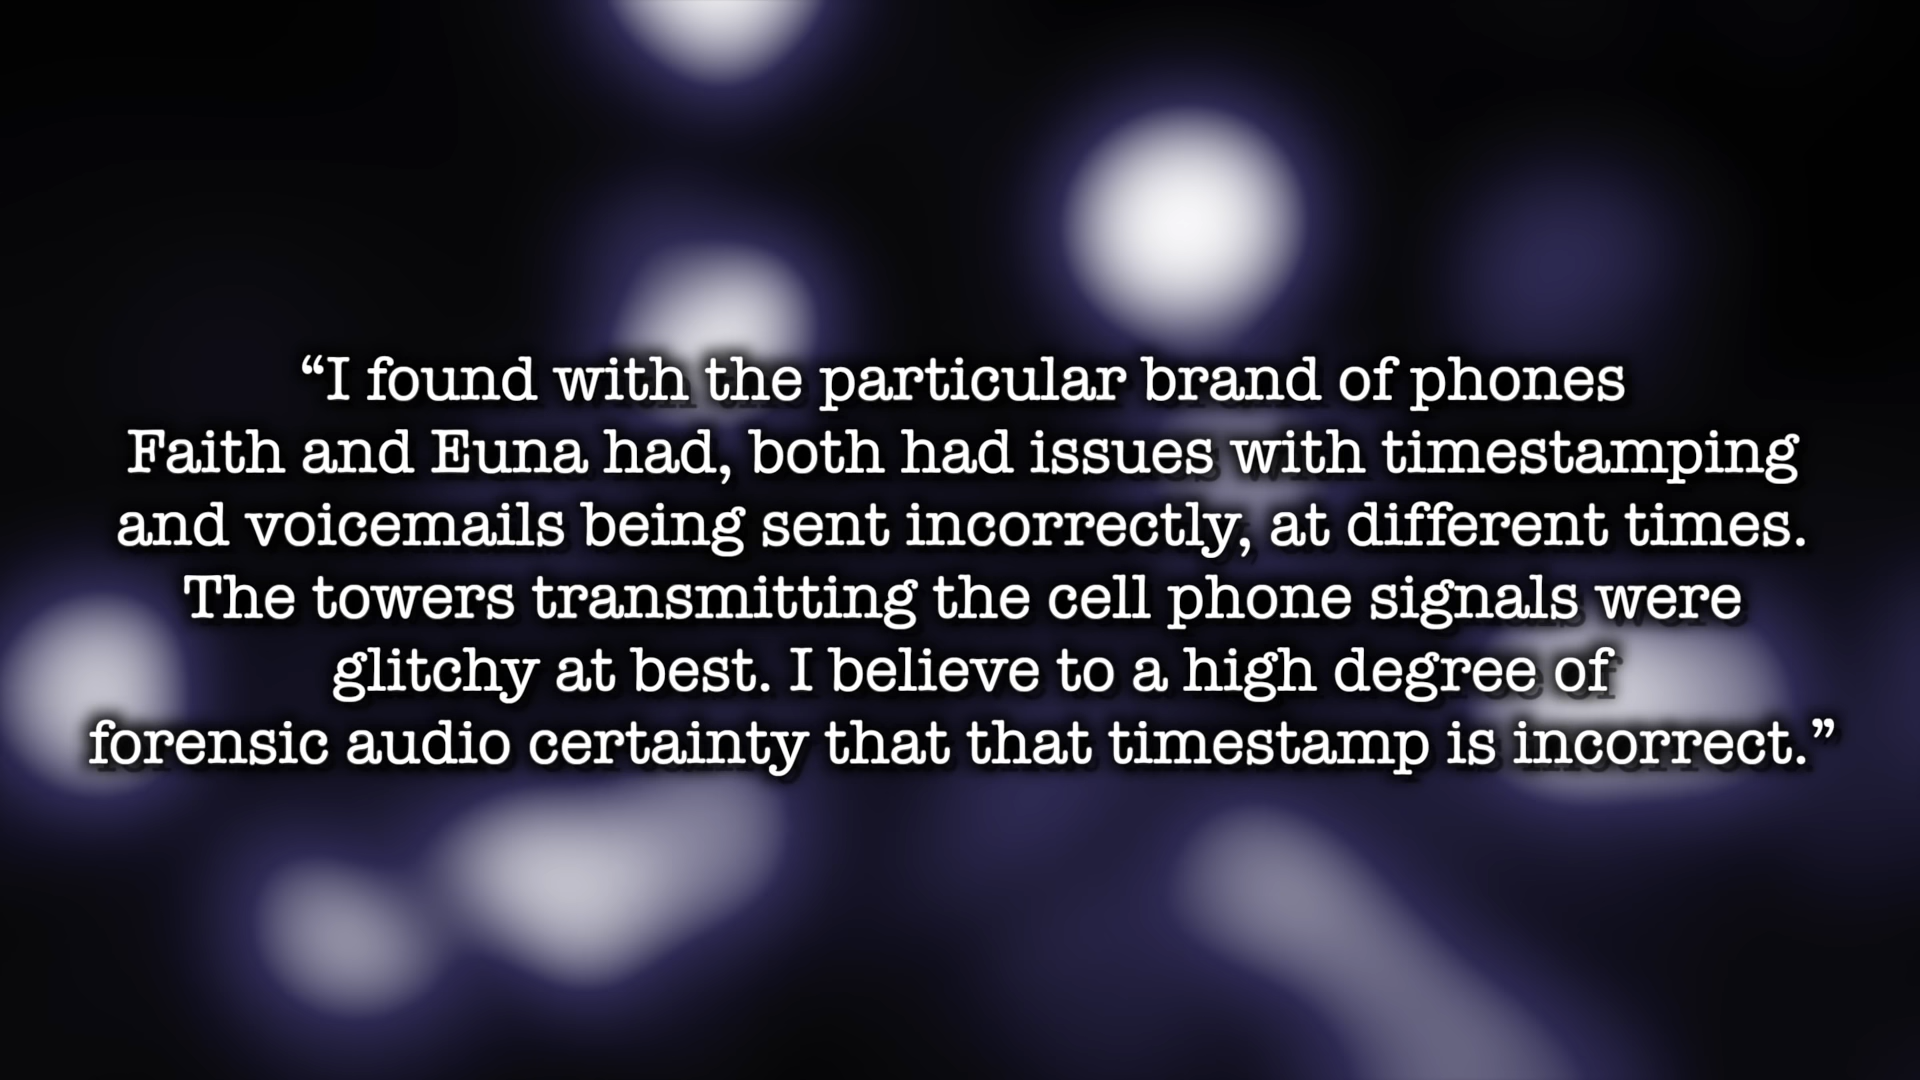 “I found with the particular brand of phones
Faith and Euna had, both had issues with timestamping
and voicemails being sent incorrectly, at different times.
The towers transmitting the cell phone signals were
glitchy at best. I believe to a high degree of
forensic audio certainty that that timestamp is incorrect.”